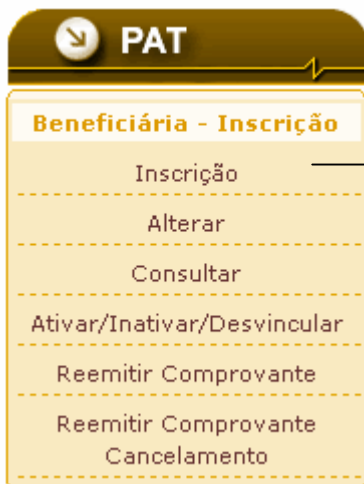 PAT
Beneficiária - Inscrição
Inscrição
Alterar
Consultar
Ativar/Inativar/Desvincular
Reemitir Comprovante
Reemitir Comprovante
Cancelamento